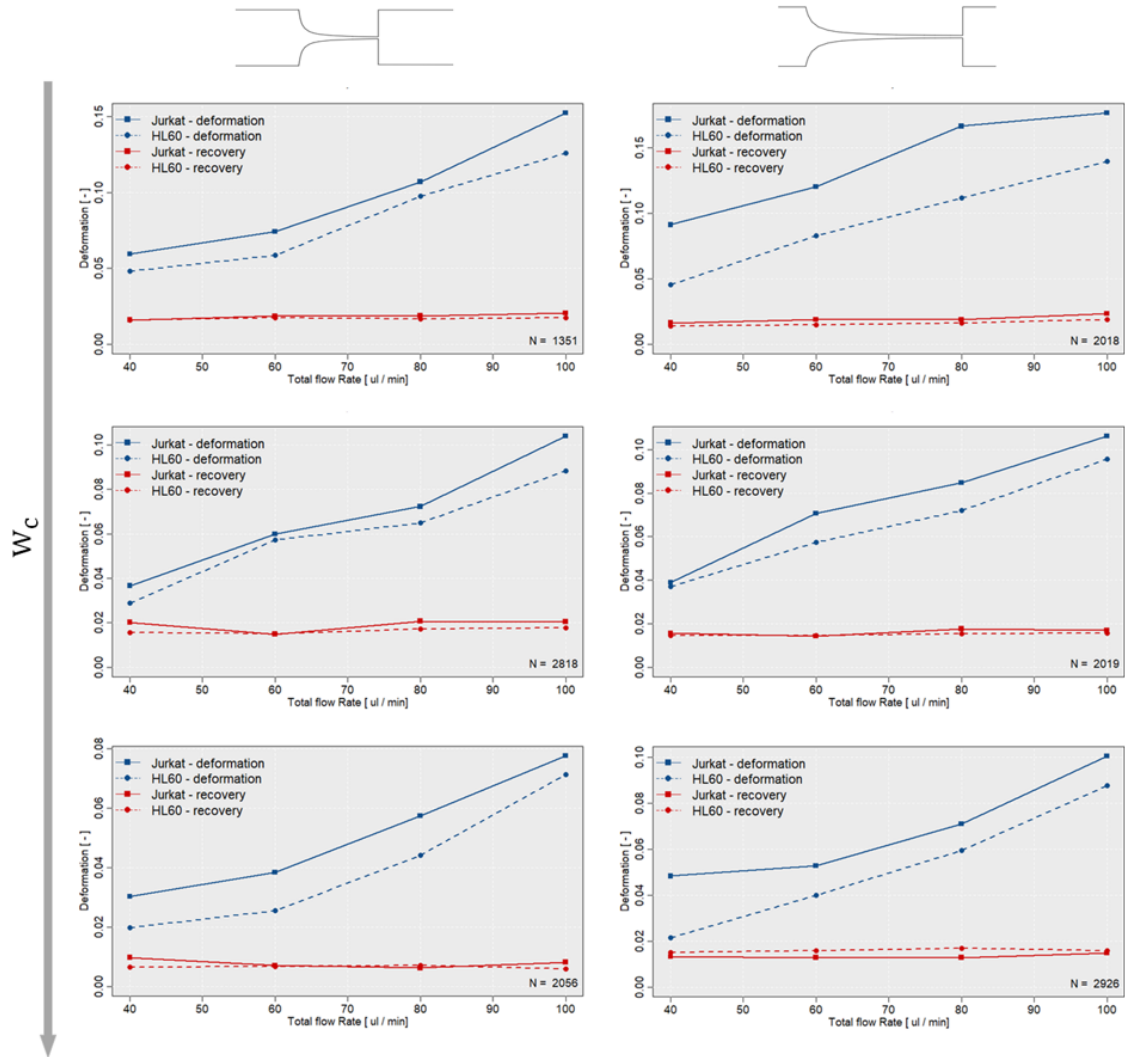 Jurkat - deformation
HL60 - deformation
Jurkat - recovery
HL60 - recovery
Deformation [ - ]
0.15
0.10
0.05
0.00
N = 1351
40 50 60 70 80 90 100
Total flow Rate [ ul / min]
Jurkat - deformation
HL60 - deformation
Jurkat - recovery
HL60 - recovery
Deformation [ - ]
0.15
0.10
0.05
0.00
N = 2018
40 50 60 70 80 90 100
Total flow Rate [ ul / min]
Wc
Jurkat - deformation
HL60 - deformation
Jurkat - recovery
HL60 - recovery
Deformation [ - ]
0.10
0.08
0.06
0.04
0.02
0.00
N = 2818
40 50 60 70 80 90 100
Total flow Rate [ ul / min]
Jurkat - deformation
HL60 - deformation
Jurkat - recovery
HL60 - recovery
Deformation [ - ]
0.10
0.08
0.06
0.04
0.02
0.00
N = 2019
40 50 60 70 80 90 100
Total flow Rate [ ul / min]
Jurkat - deformation
HL60 - deformation
Jurkat - recovery
HL60 - recovery
Deformation [ - ]
0.08
0.06
0.04
0.02
0.00
N = 2056
40 50 60 70 80 90 100
Total flow Rate [ ul / min]
Jurkat - deformation
HL60 - deformation
Jurkat - recovery
HL60 - recovery
Deformation [ - ]
0.10
0.08
0.06
0.04
0.02
0.00
N = 2926
40 50 60 70 80 90 100
Total flow Rate [ ul / min]